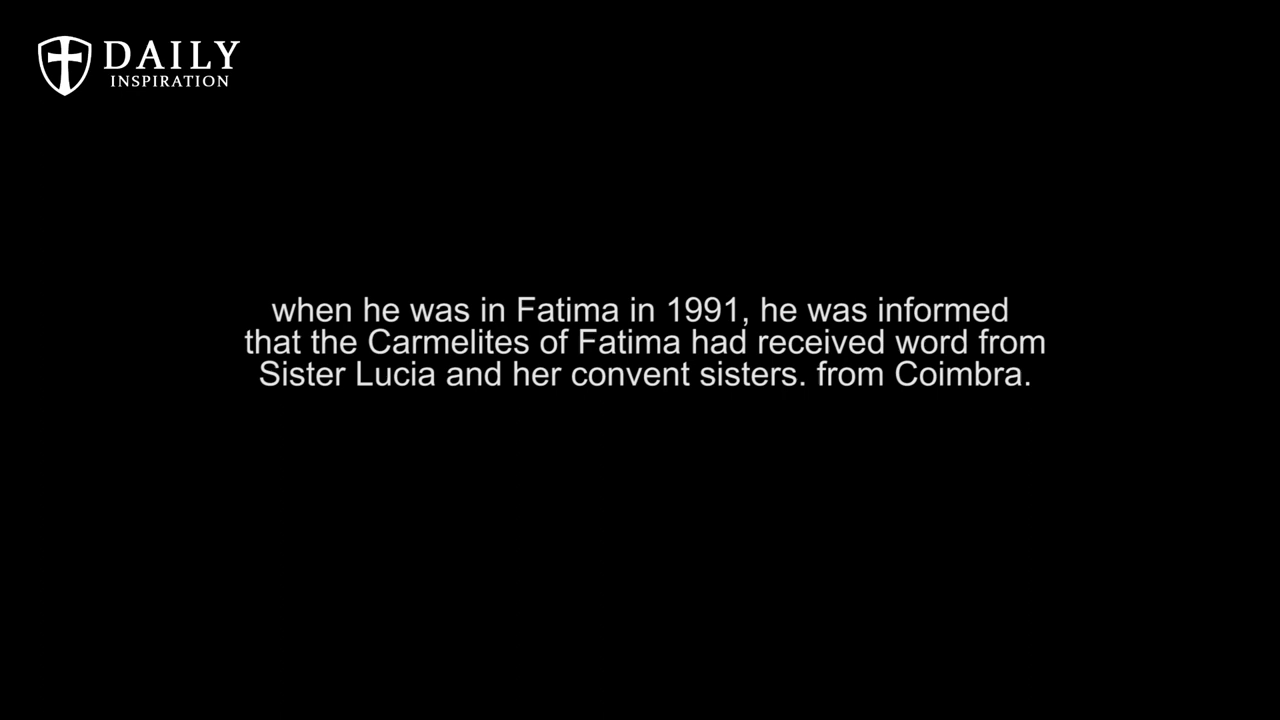 DAILY
INSPIRATION
when he was in Fatima in 1991, he was informed
that the Carmelites of Fatima had received word from
Sister Lucia and her convent sisters. from Coimbra.